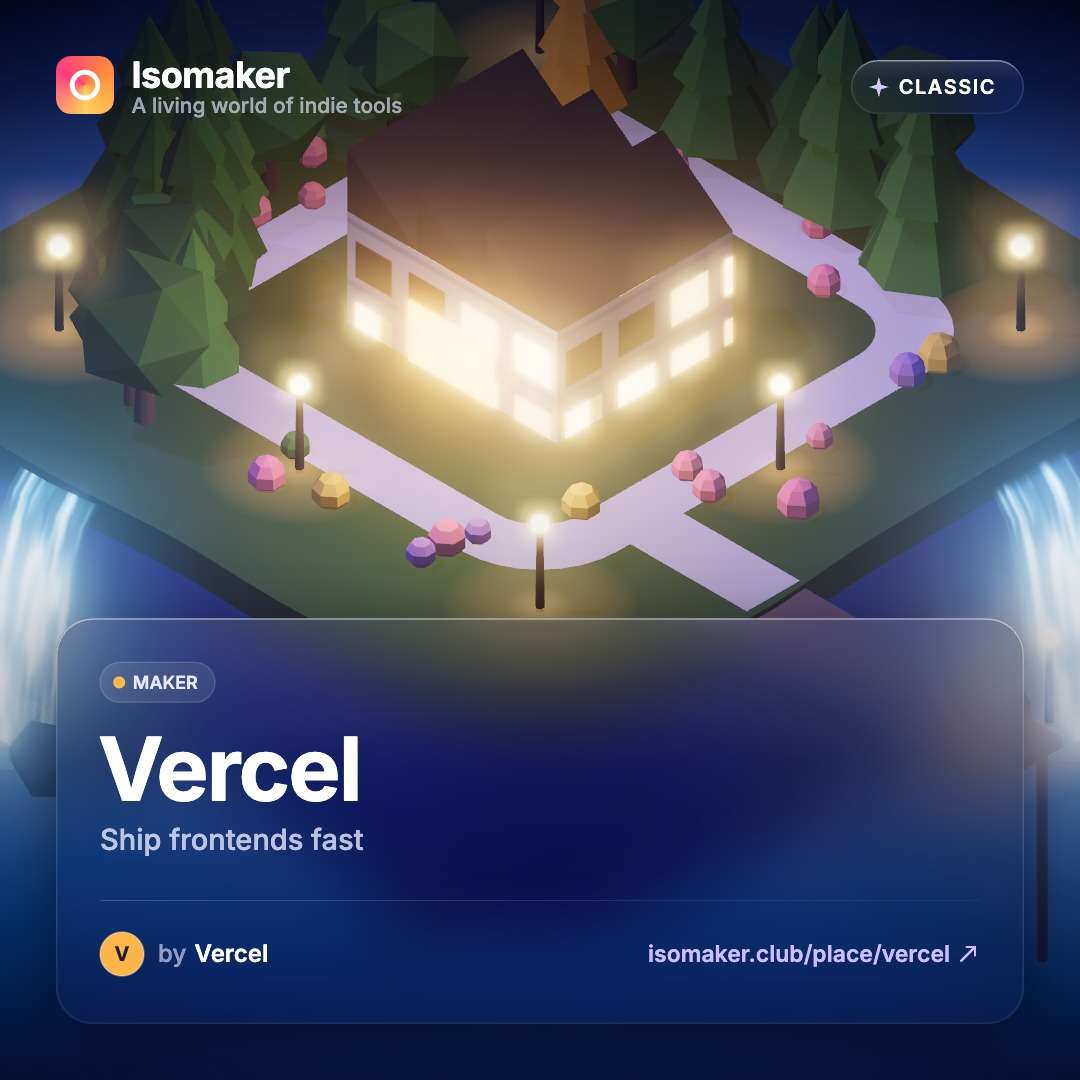 Isomaker
A living world of indie tools
CLASSIC
MAKER
Vercel
Ship frontends fast
V
by Vercel
isomaker.club/place/vercel ↗